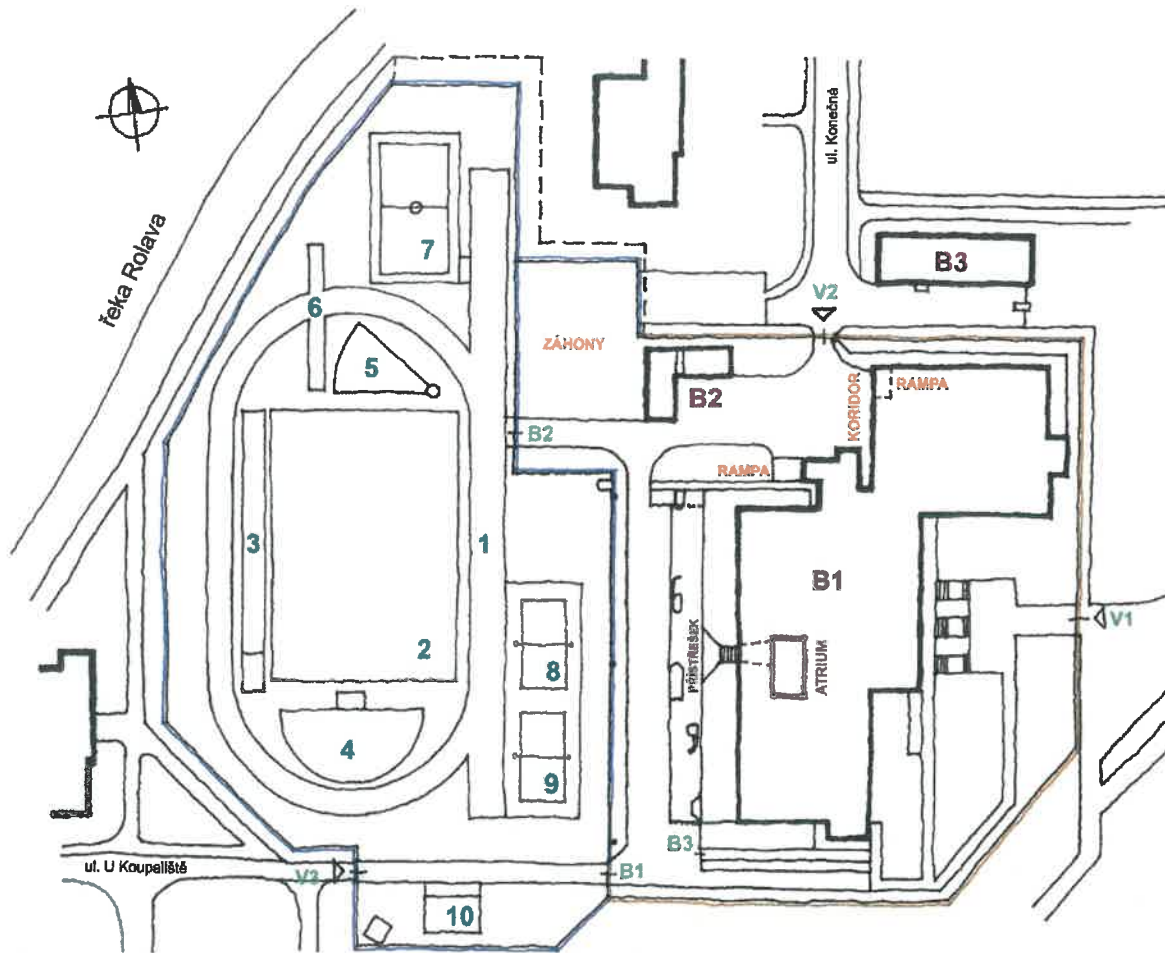 řeka Rolava
ul. Konečná
7
B3
V2
6
ZÁHONY
5
B2
KORIDOR
RAMPA
B2
RAMPA
3
1
B1
PŘÍSTŘEŠEK
ATRIUM
V1
2
8
4
9
B3
ul. U Koupaliště
V3
B1
10